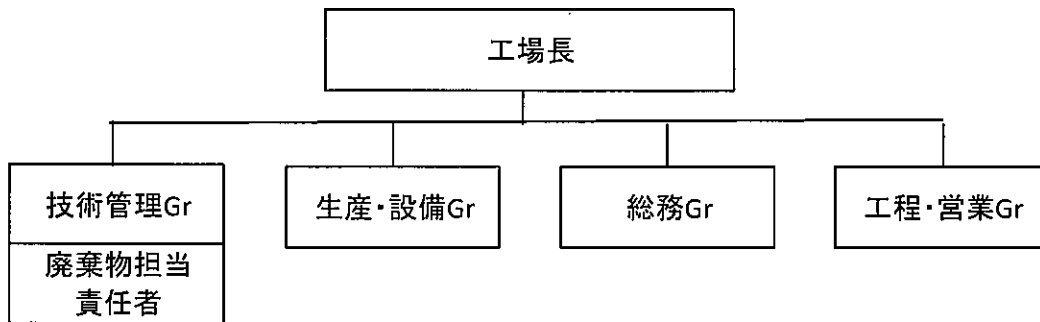 工場長
技術管理Gr
生産・設備Gr
総務Gr
工程・営業Gr
廃棄物担当
責任者